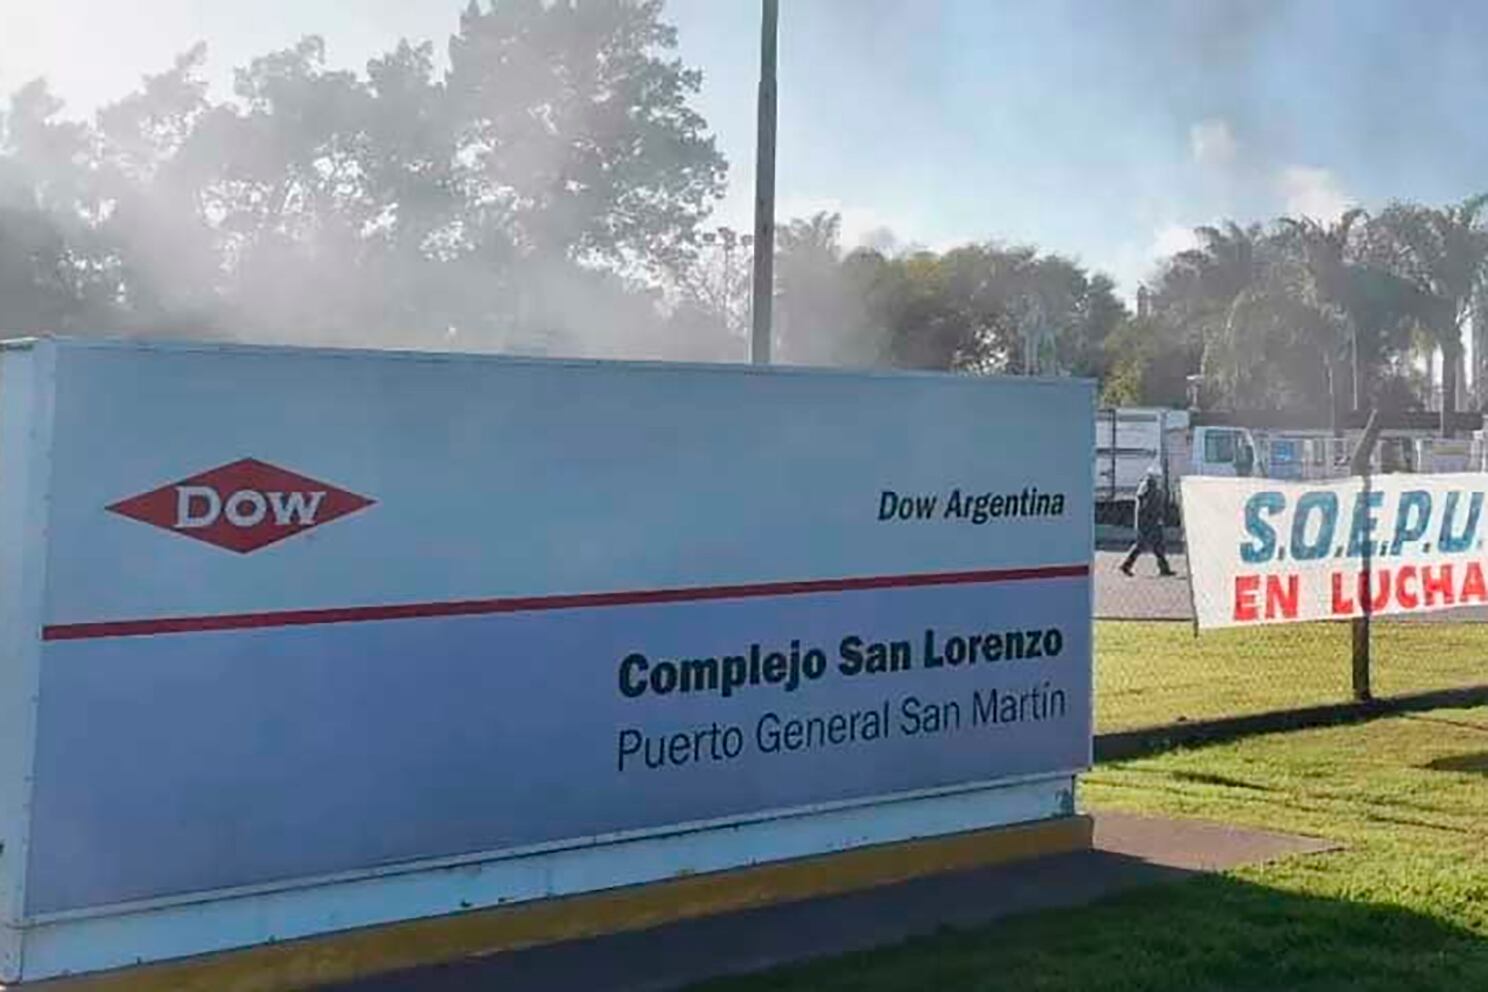 DOW
Dow Argentina
Complejo San Lorenzo
Puerto General San Martín
S.O.E.P.U.
EN LUCHA